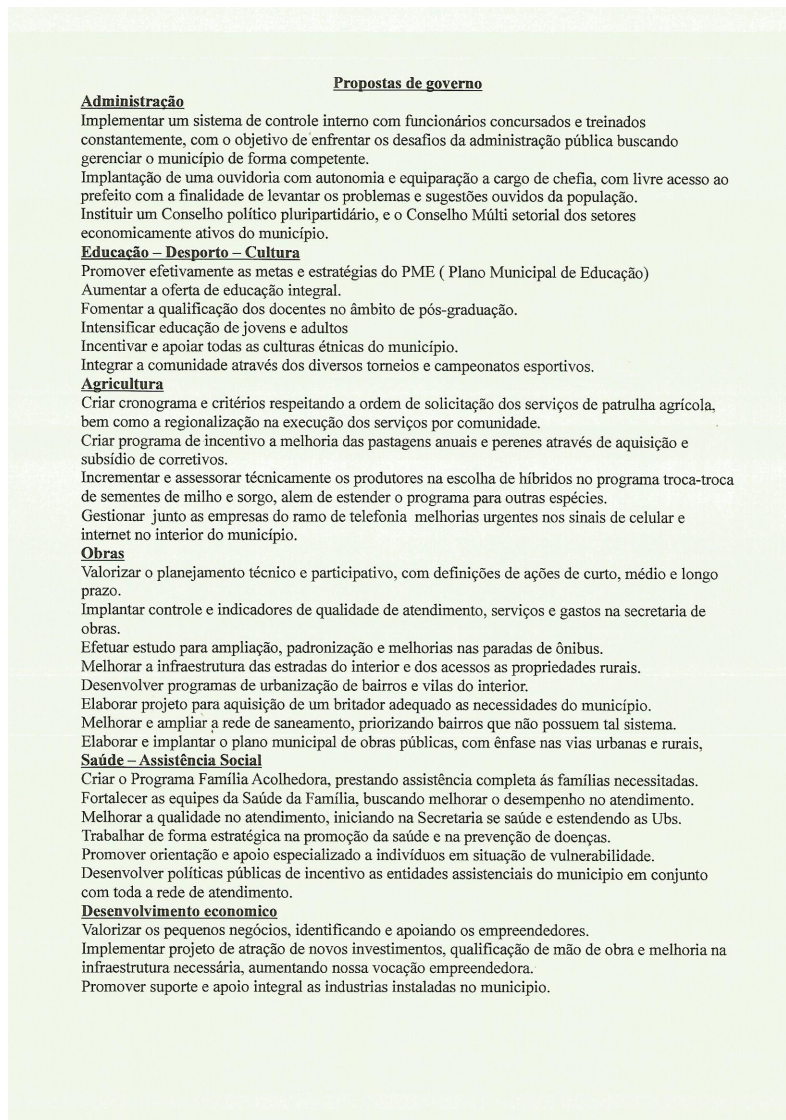 Propostas de governo
Administração
Implementar um sistema de controle interno com funcionários concursados e treinados
constantemente, com o objetivo de enfrentar os desafios da administração pública buscando
gerenciar o município de forma competente.
Implantação de uma ouvidoria com autonomia e equiparação a cargo de chefia, com livre acesso ao
prefeito com a finalidade de levantar os problemas e sugestões ouvidos da população.
Instituir um Conselho político pluripartidário, e o Conselho Múlti setorial dos setores
economicamente ativos do município.
Educação – Desporto – Cultura
Promover efetivamente as metas e estratégias do PME ( Plano Municipal de Educação)
Aumentar a oferta de educação integral.
Fomentar a qualificação dos docentes no âmbito de pós-graduação.
Intensificar educação de jovens e adultos
Incentivar e apoiar todas as culturas étnicas do município.
Integrar a comunidade através dos diversos torneios e campeonatos esportivos.
Agricultura
Criar cronograma e critérios respeitando a ordem de solicitação dos serviços de patrulha agrícola,
bem como a regionalização na execução dos serviços por comunidade.
Criar programa de incentivo a melhoria das pastagens anuais e perenes através de aquisição e
subsídio de corretivos.
Incrementar e assessorar técnicamente os produtores na escolha de híbridos no programa troca-troca
de sementes de milho e sorgo, alem de estender o programa para outras espécies.
Gestionar junto as empresas do ramo de telefonia melhorias urgentes nos sinais de celular e
internet no interior do município.
Obras
Valorizar o planejamento técnico e participativo, com definições de ações de curto, médio e longo
prazo.
Implantar controle e indicadores de qualidade de atendimento, serviços e gastos na secretaria de
obras.
Efetuar estudo para ampliação, padronização e melhorias nas paradas de ônibus.
Melhorar a infraestrutura das estradas do interior e dos acessos as propriedades rurais.
Desenvolver programas de urbanização de bairros e vilas do interior.
Elaborar projeto para aquisição de um britador adequado as necessidades do município.
Melhorar e ampliar a rede de saneamento, priorizando bairros que não possuem tal sistema.
Elaborar e implantar o plano municipal de obras públicas, com ênfase nas vias urbanas e rurais,
Saúde – Assistência Social
Criar o Programa Família Acolhedora, prestando assistência completa ás famílias necessitadas.
Fortalecer as equipes da Saúde da Família, buscando melhorar o desempenho no atendimento.
Melhorar a qualidade no atendimento, iniciando na Secretaria se saúde e estendendo as Ubs.
Trabalhar de forma estratégica na promoção da saúde e na prevenção de doenças.
Promover orientação e apoio especializado a indivíduos em situação de vulnerabilidade.
Desenvolver políticas públicas de incentivo as entidades assistenciais do municipio em conjunto
com toda a rede de atendimento.
Desenvolvimento economico
Valorizar os pequenos negócios, identificando e apoiando os empreendedores.
Implementar projeto de atração de novos investimentos, qualificação de mão de obra e melhoria na
infraestrutura necessária, aumentando nossa vocação empreendedora.
Promover suporte e apoio integral as industrias instaladas no municipio.